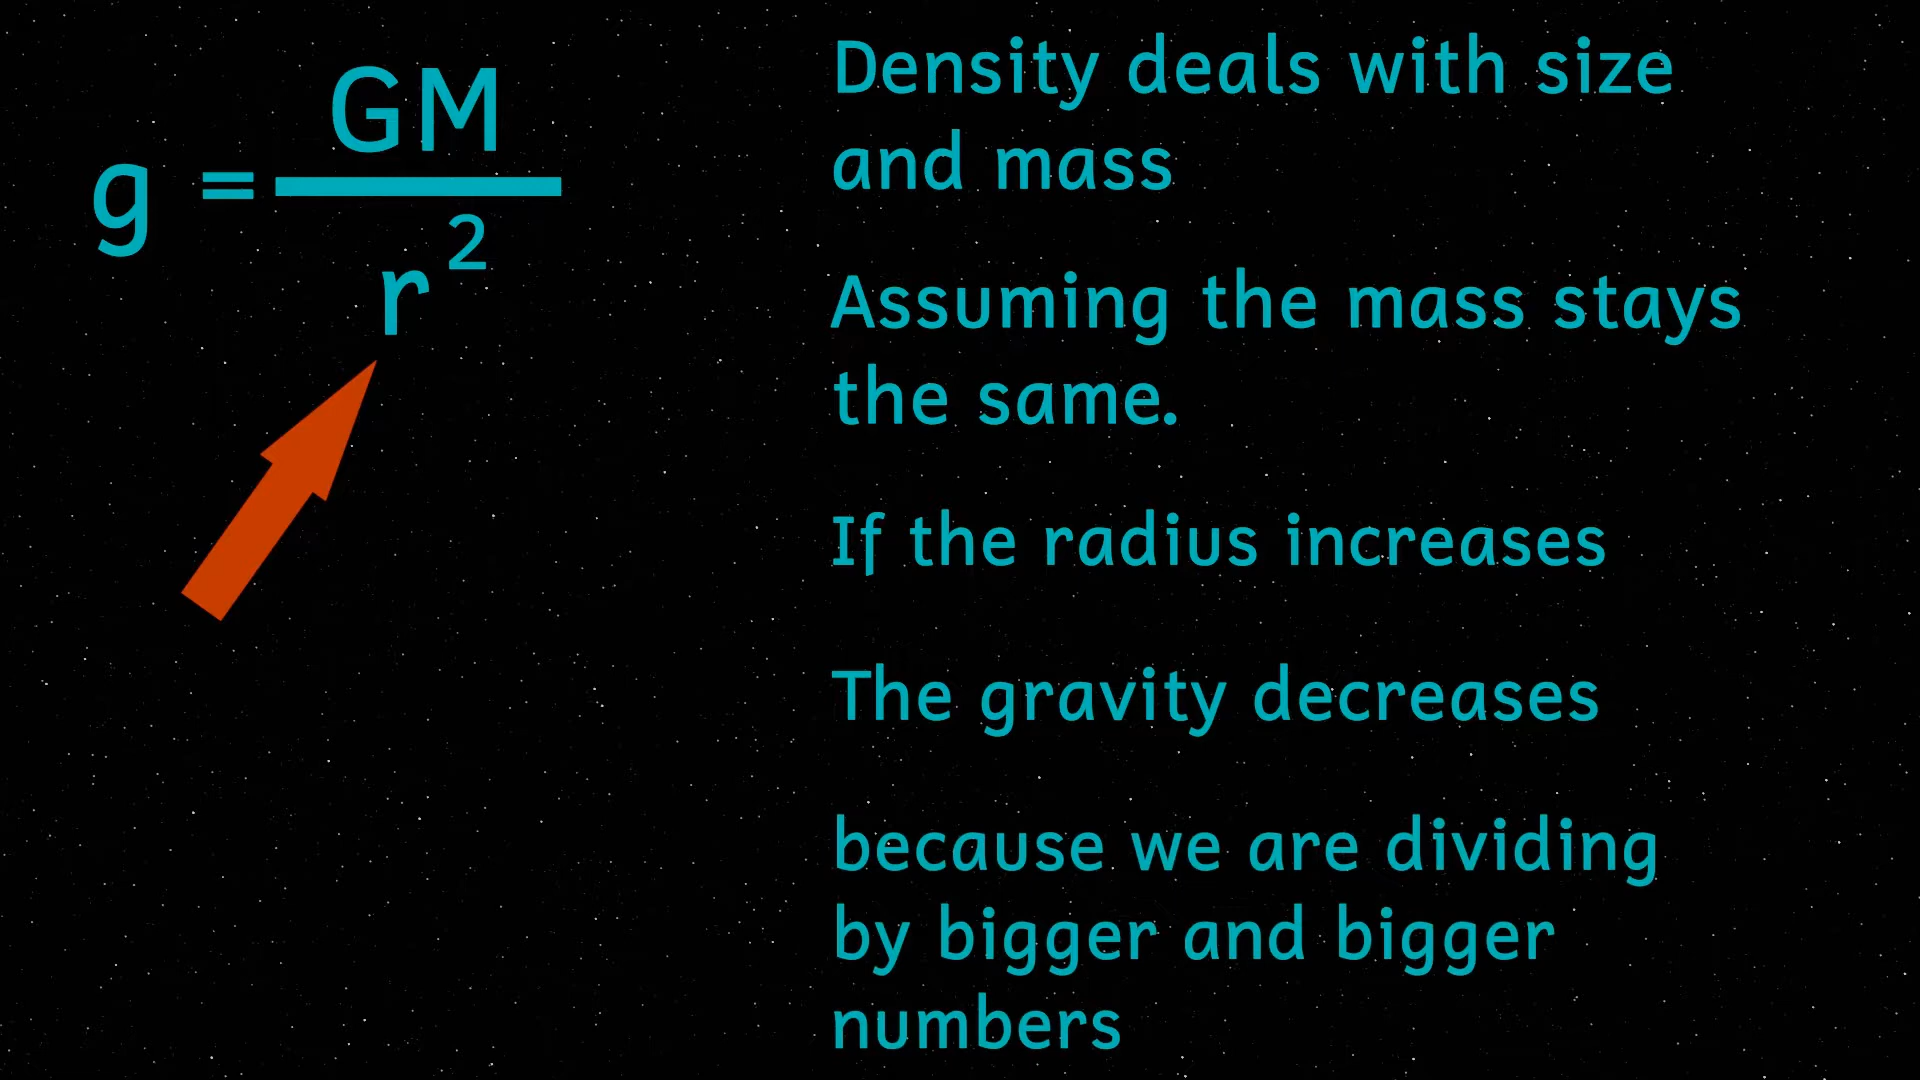 g = GM
r²
Density deals with size
and mass
Assuming the mass stays
the same.
If the radius increases
The gravity decreases
because we are dividing
by bigger and bigger
numbers